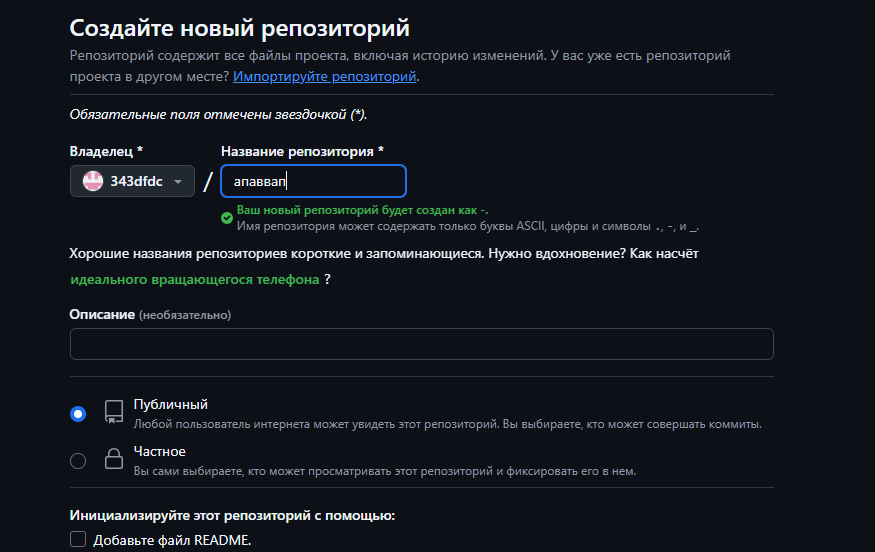 Создайте новый репозиторий
Репозиторий содержит все файлы проекта, включая историю изменений. У вас уже есть репозиторий
проекта в другом месте? Импортируйте репозиторий.
Обязательные поля отмечены звездочкой (*).
Владелец * Название репозитория *
343dfdc / апаввап
Ваш новый репозиторий будет создан как -.
Имя репозитория может содержать только буквы ASCII, цифры и символы ., -, и _.
Хорошие названия репозиториев короткие и запоминающиеся. Нужно вдохновение? Как насчёт
идеального вращающегося телефона ?
Описание (необязательно)
Публичный
Любой пользователь интернета может увидеть этот репозиторий. Вы выбираете, кто может совершать коммиты.
Частное
Вы сами выбираете, кто может просматривать этот репозиторий и фиксировать его в нем.
Инициализируйте этот репозиторий с помощью:
Добавьте файл README.